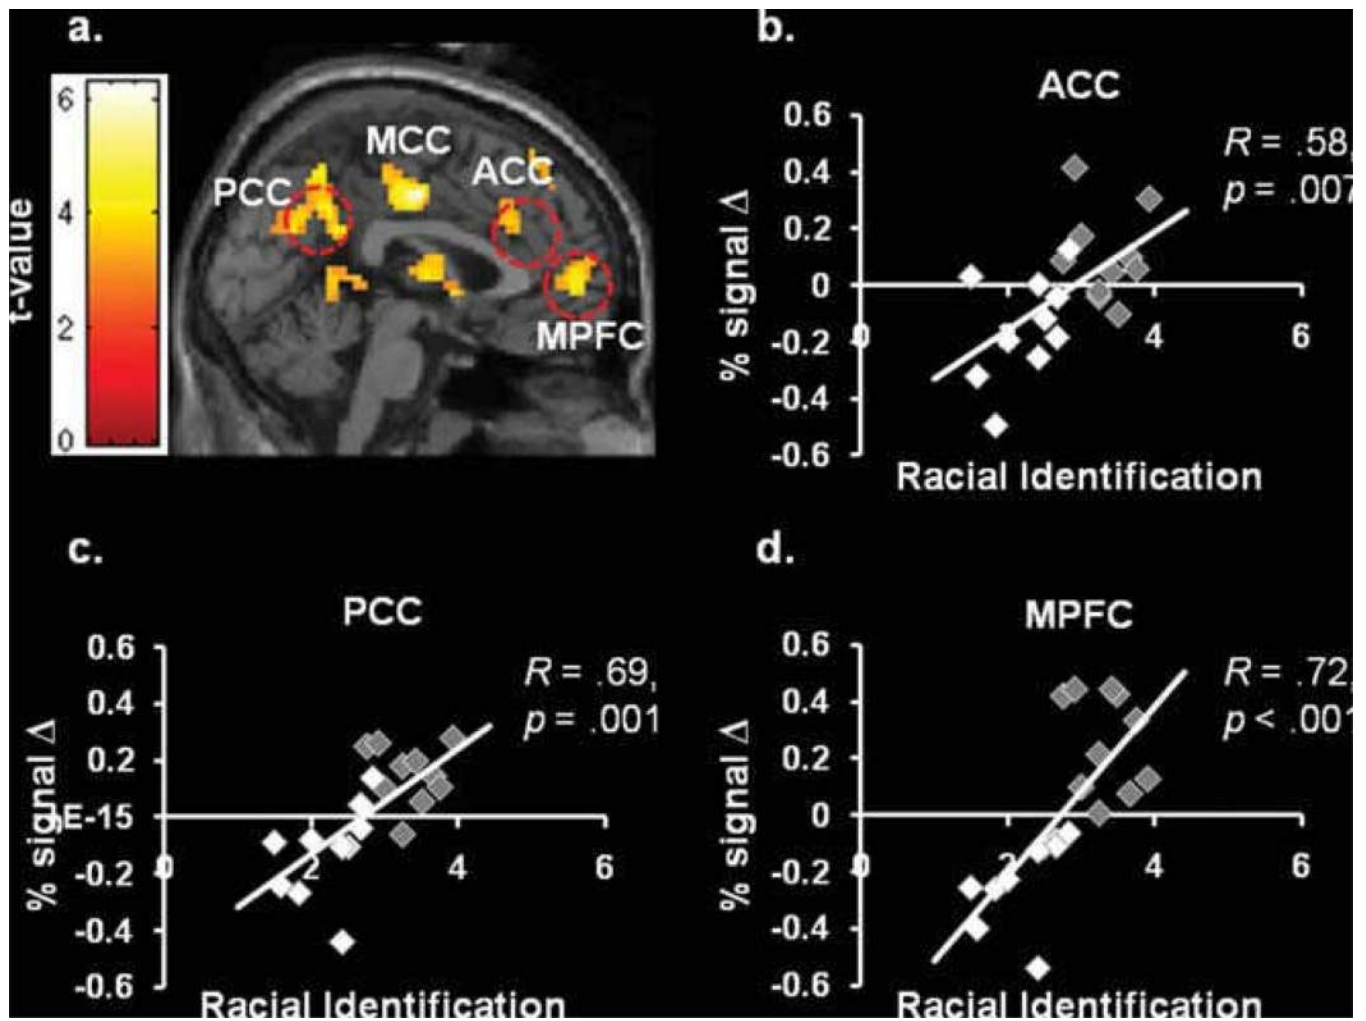 a.
6
4
2
0
t-value
PCC
MCC
ACC
MPFC
b.
ACC
R = .58,
p = .007
0.6
0.4
0.2
0
-0.2
-0.4
-0.6
% signal Δ
0
4
6
Racial Identification
c.
PCC
R = .69,
p = .001
0.6
0.4
0.2
E-15
-0.2
-0.4
-0.6
% signal Δ
0
2
4
6
Racial Identification
d.
MPFC
R = .72,
p < .001
0.6
0.4
0.2
0
-0.2
-0.4
-0.6
% signal Δ
0
2
4
6
Racial Identification